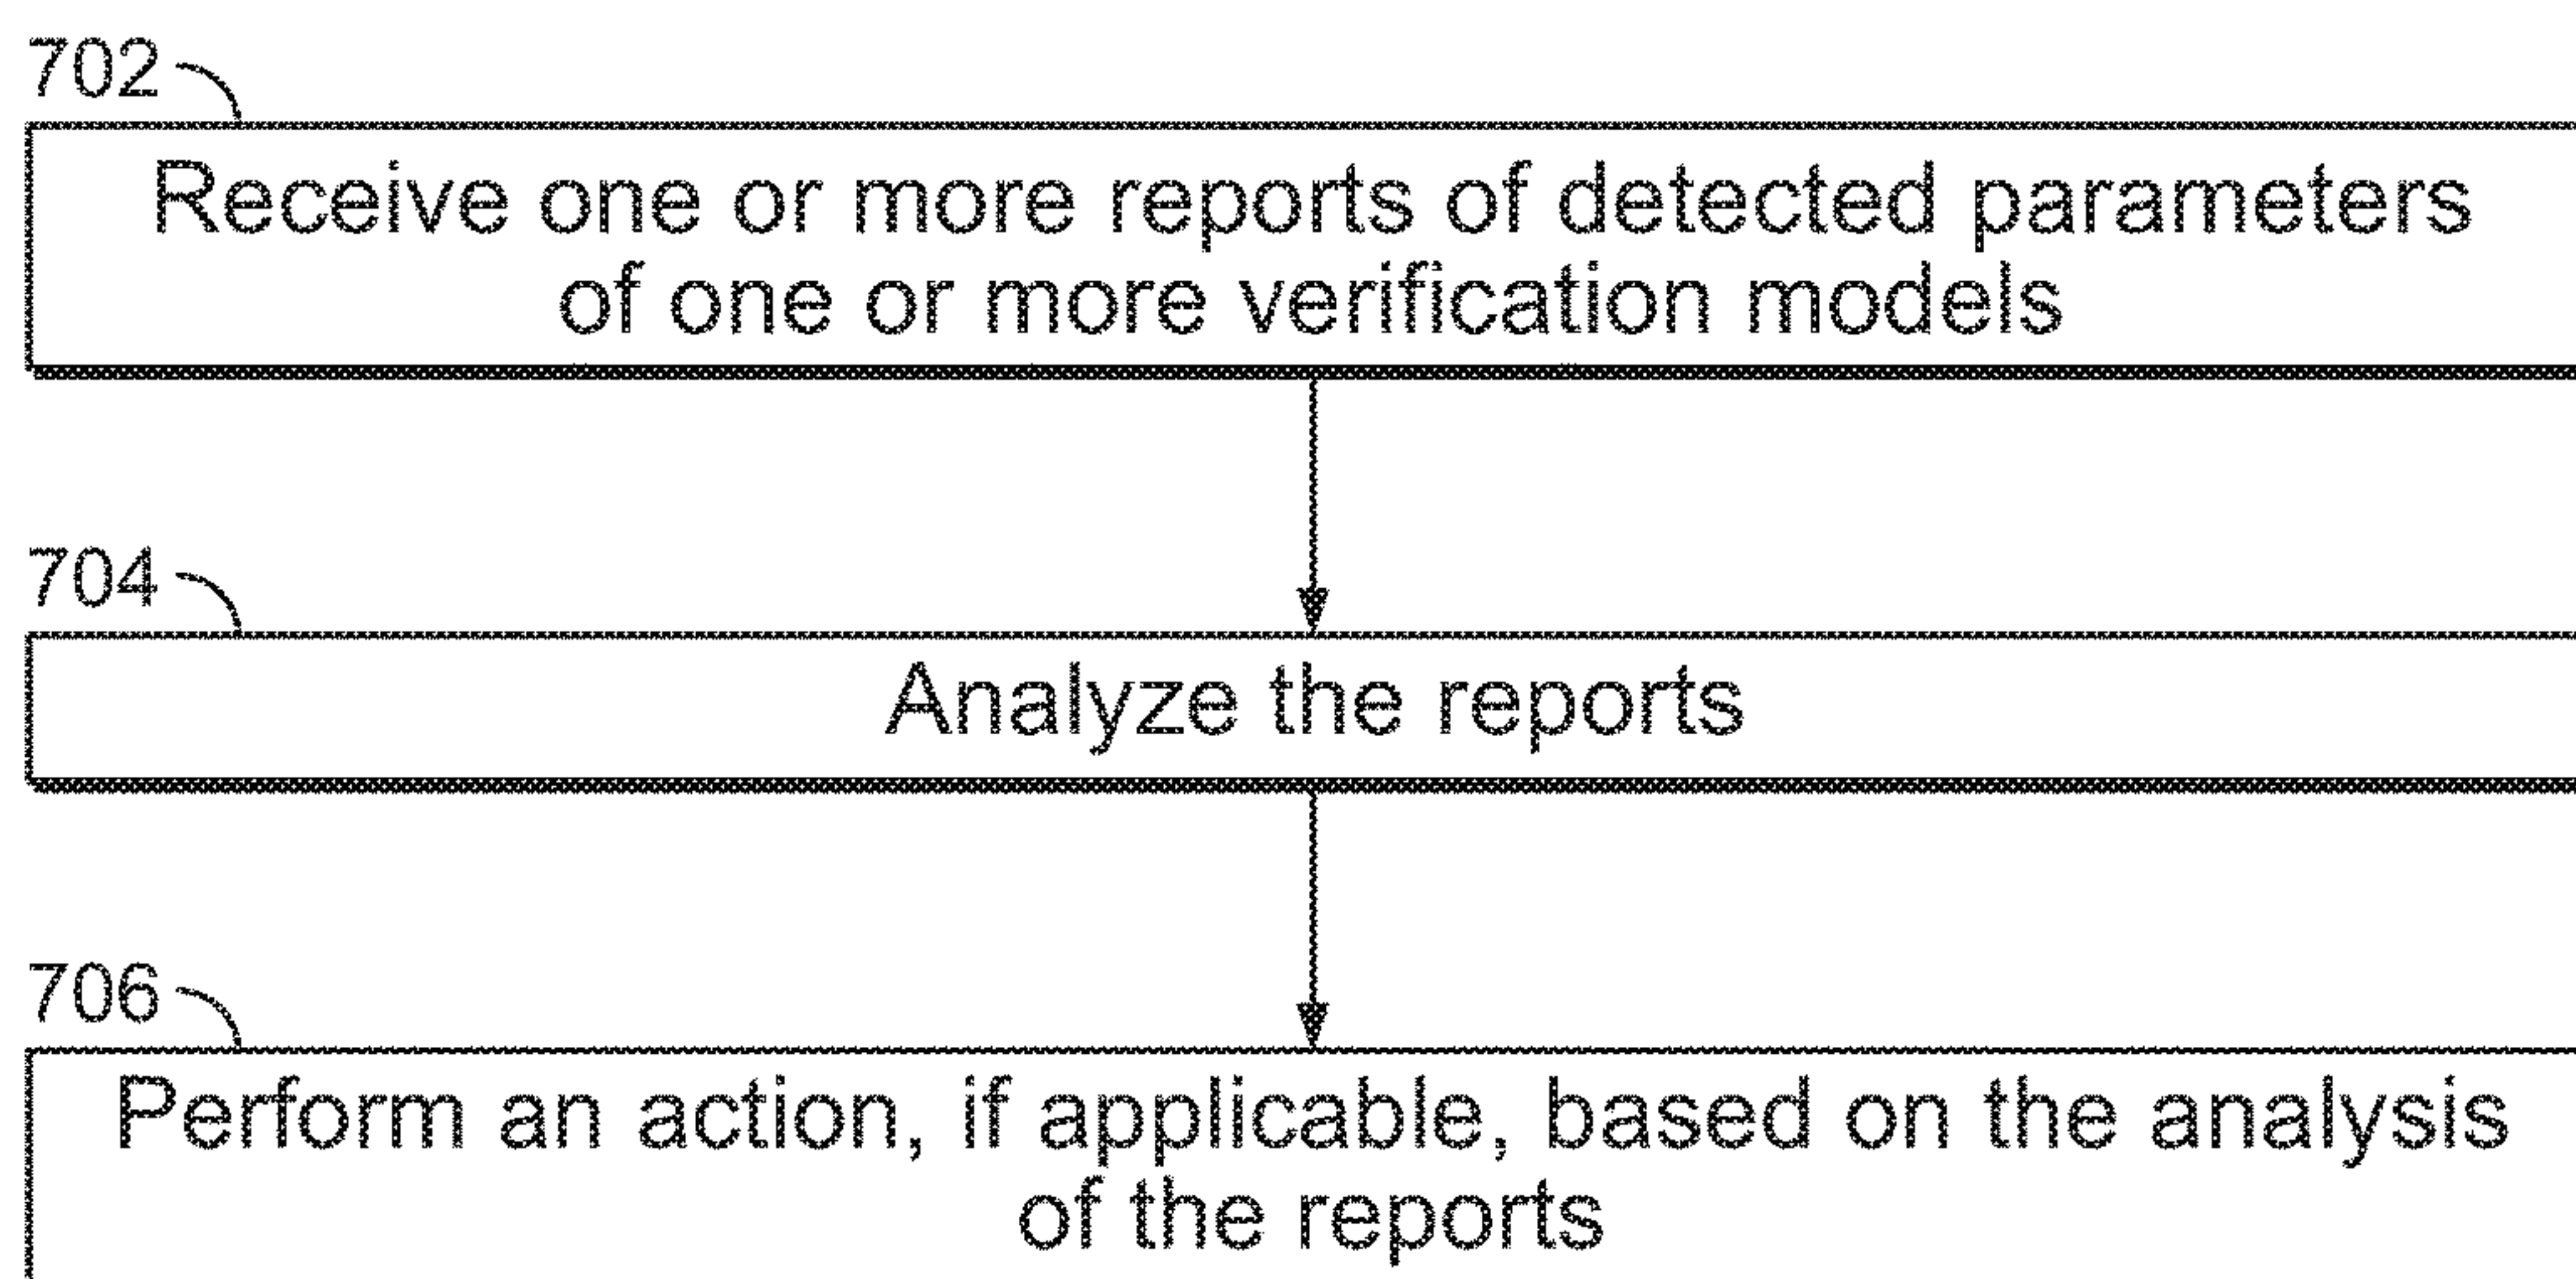 702
Receive one or more reports of detected parameters
of one or more verification models
704
Analyze the reports
706
Perform an action, if applicable, based on the analysis
of the reports